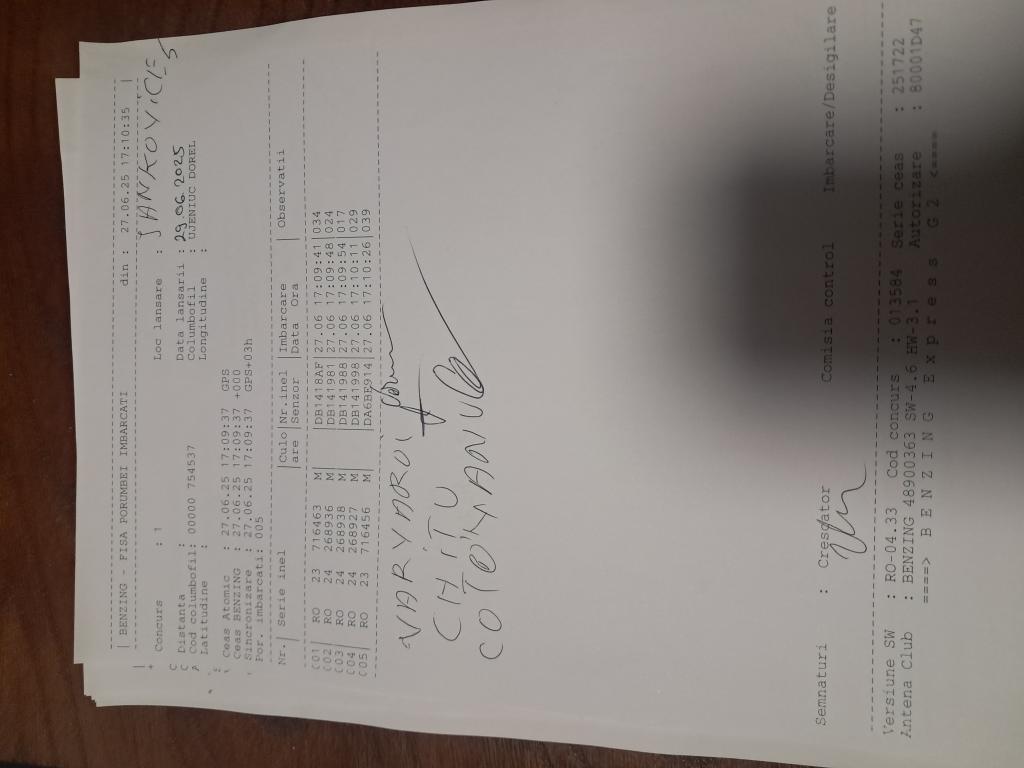 | BENZING - FISA PORUMBEI IMBARCATI din : 27.06.25 17:10:35 |
Concurs : 1 Loc lansare :
Distanta : Data lansarii : 29.06.2025
Cod columbofil: 00000 754537 Columbofil : UJENIUC DOREL
Latitudine : Longitudine :
Ceas Atomic : 27.06.25 17:09:37 GPS
Ceas BENZING : 27.06.25 17:09:37 +000
Sincronizare : 27.06.25 17:09:37 GPS+03h
Por. imbarcati: 005
Nr.| Serie inel |Culo|Nr.inel |Imbarcare | Observatii
are |Senzor |Data Ora |
C01| RO 23 716463 M| |DB1418AF|27.06 17:09:41|034
C02| RO 24 268936 M| |DB141981|27.06 17:09:48|024
C03| RO 24 268938 M| |DB141988|27.06 17:09:54|017
C04| RO 24 268927 M| |DB141998|27.06 17:10:11|029
C05| RO 23 716456 M| |DA6BE914|27.06 17:10:26|039
CHITU
Semnaturi : Crescator Comisia control Imbarcare/Desigilare
Versiune SW : RO-04.33 Cod concurs : 013584 Serie ceas : 251722
Antena Club : BENZING 48900363 SW-4.6 HW-3.1 Autorizare : 80001D47
====> B E N Z I N G E x p r e s s G 2 <====